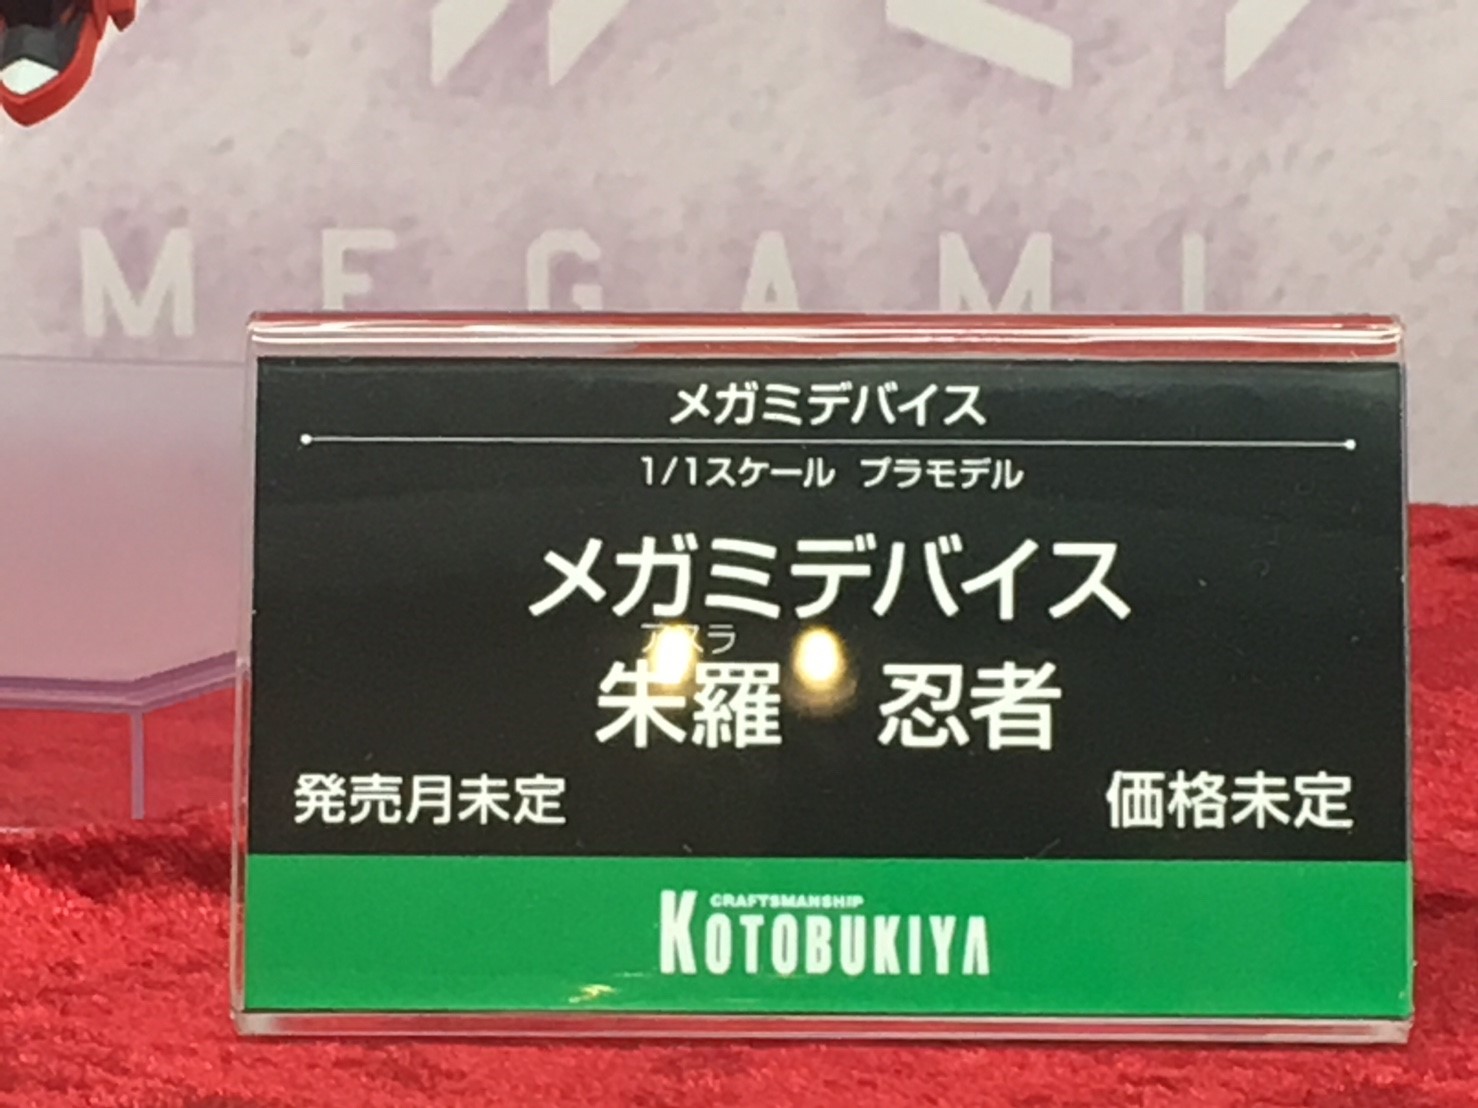 MEGAMI
メガミデバイス
1/1スケール プラモデル
メガミデバイス
アスラ
朱羅 忍者
発売月未定 価格未定
CRAFTSMANSHIP
KOTOBUKIYA